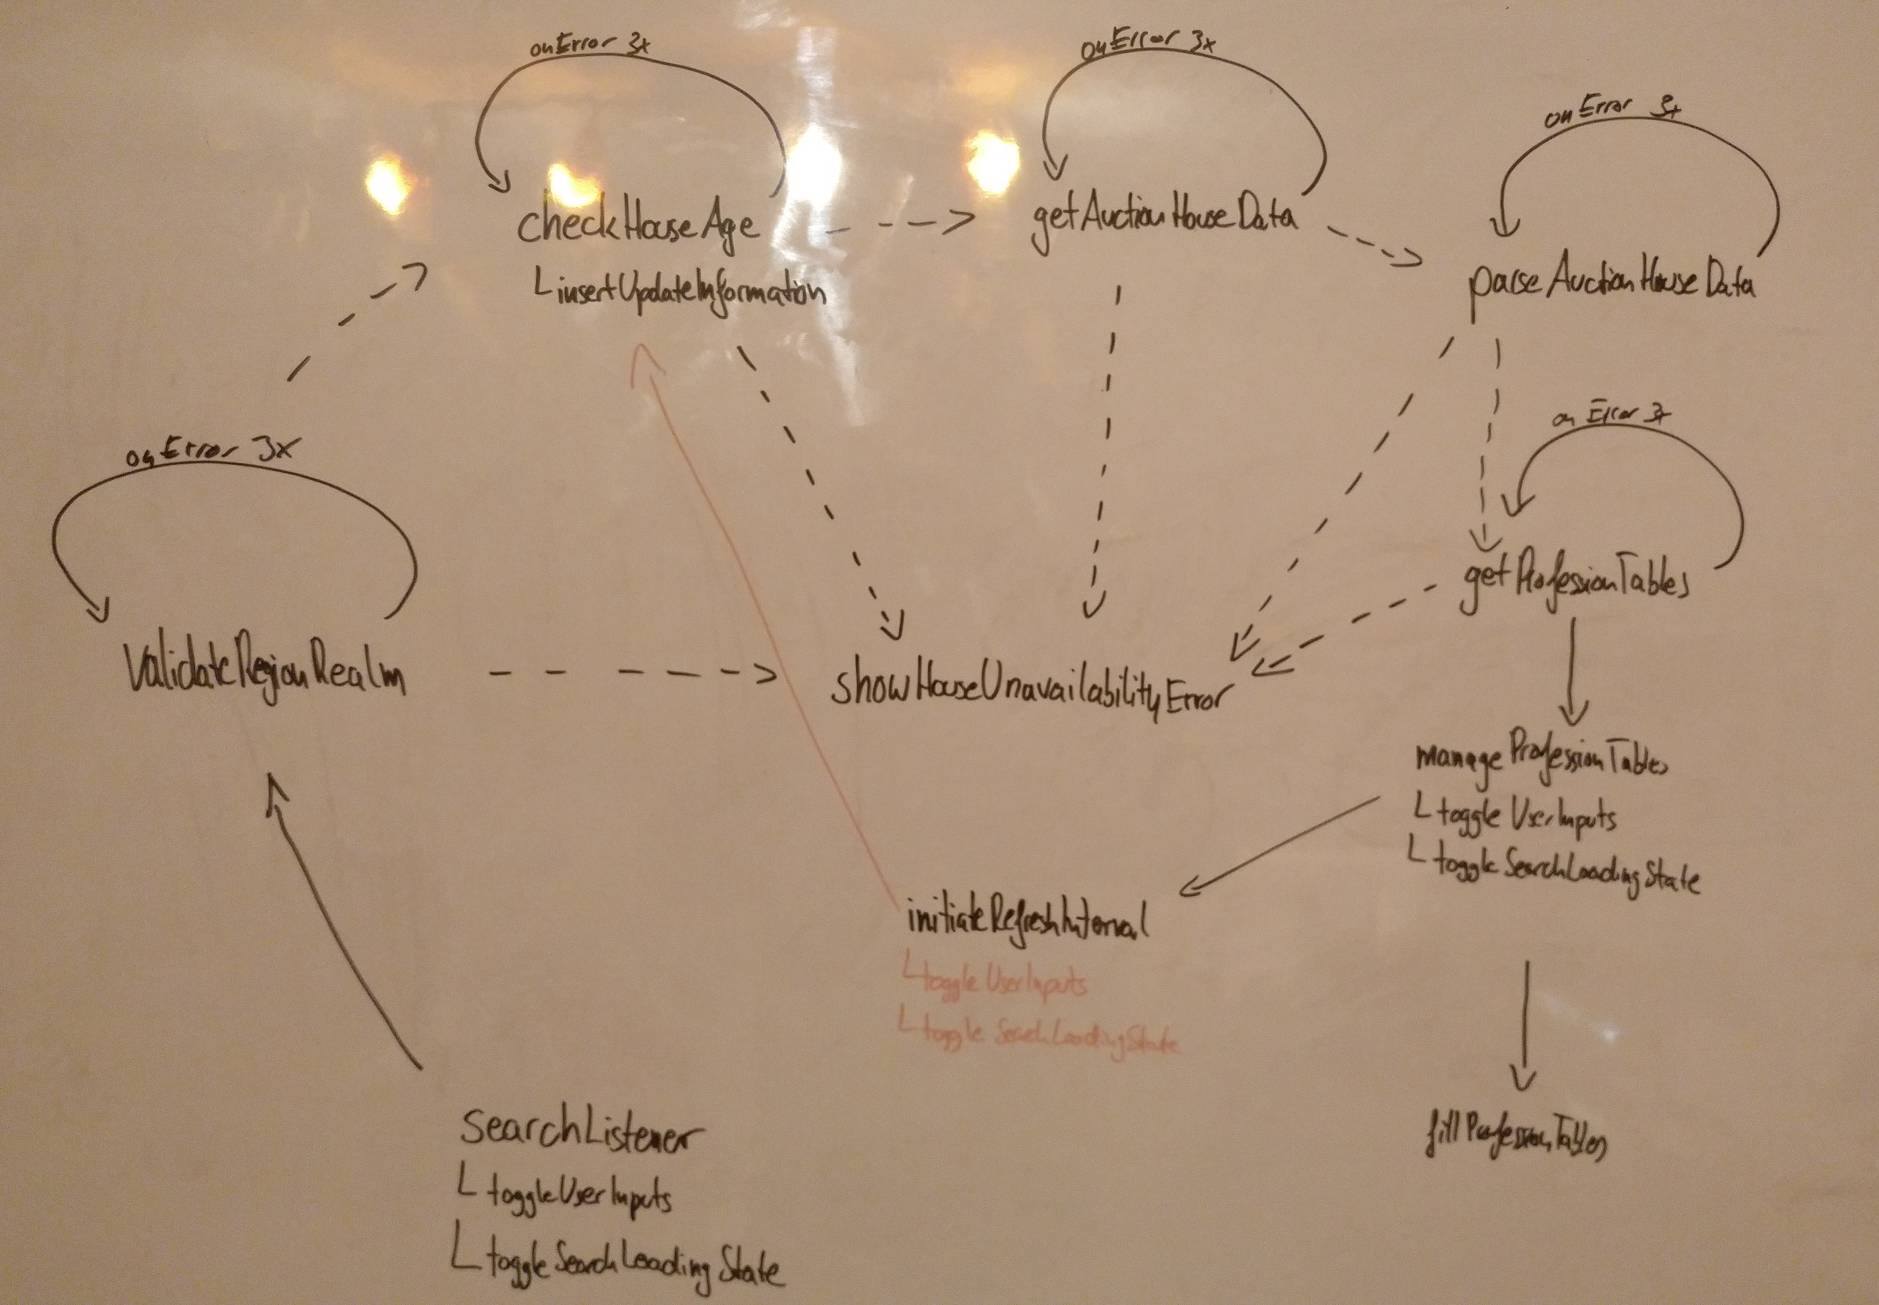 onError 3x
onError 3x
onError 3x
checkHouseAge
getAuctionHouseData
L insertUpdateInformation
parseAuctionHouseData
onError 3x
onError 3x
getProfessionTables
validateRegionRealm
showHouseUnavailabilityError
manageProfessionTables
L toggleUserInputs
L toggleSearchLoadingState
initiateRefreshInterval
L toggleUserInputs
L toggleSearchLoadingState
searchListener
L toggleUserInputs
L toggleSearchLoadingState
fillProfessionTables